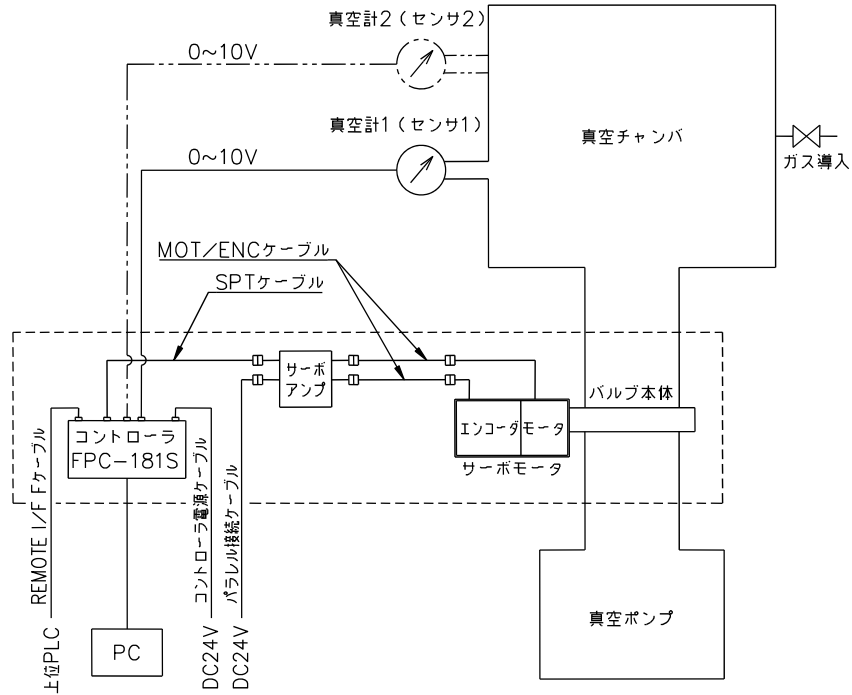 真空計2(センサ2)
0~10V
真空計1(センサ1)
0~10V
真空チャンバ
ガス導入
MOT/ENCケーブル
SPTケーブル
サーボ
アンプ
バルブ本体
エンコーダ
モータ
サーボモータ
コントローラ
FPC-181S
REMOTE I/F Fケーブル
上位PLC
PC
コントローラ電源ケーブル
DC24V
パラレル接続ケーブル
DC24V
真空ポンプ